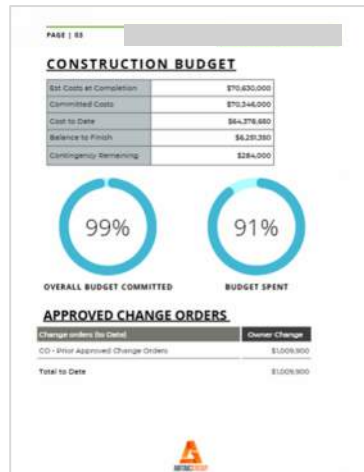 PAGE | 03
CONSTRUCTION BUDGET
Est Costs at Completion $70,630,000
Committed Costs $70,346,000
Cost to Date $64,378,650
Balance to Finish $6,251,350
Contingency Remaining $284,000
99%
91%
OVERALL BUDGET COMMITTED
BUDGET SPENT
APPROVED CHANGE ORDERS
Change orders (to Date) Owner Change
CO - Prior Approved Change Orders $1,009,900
Total to Date $1,009,900